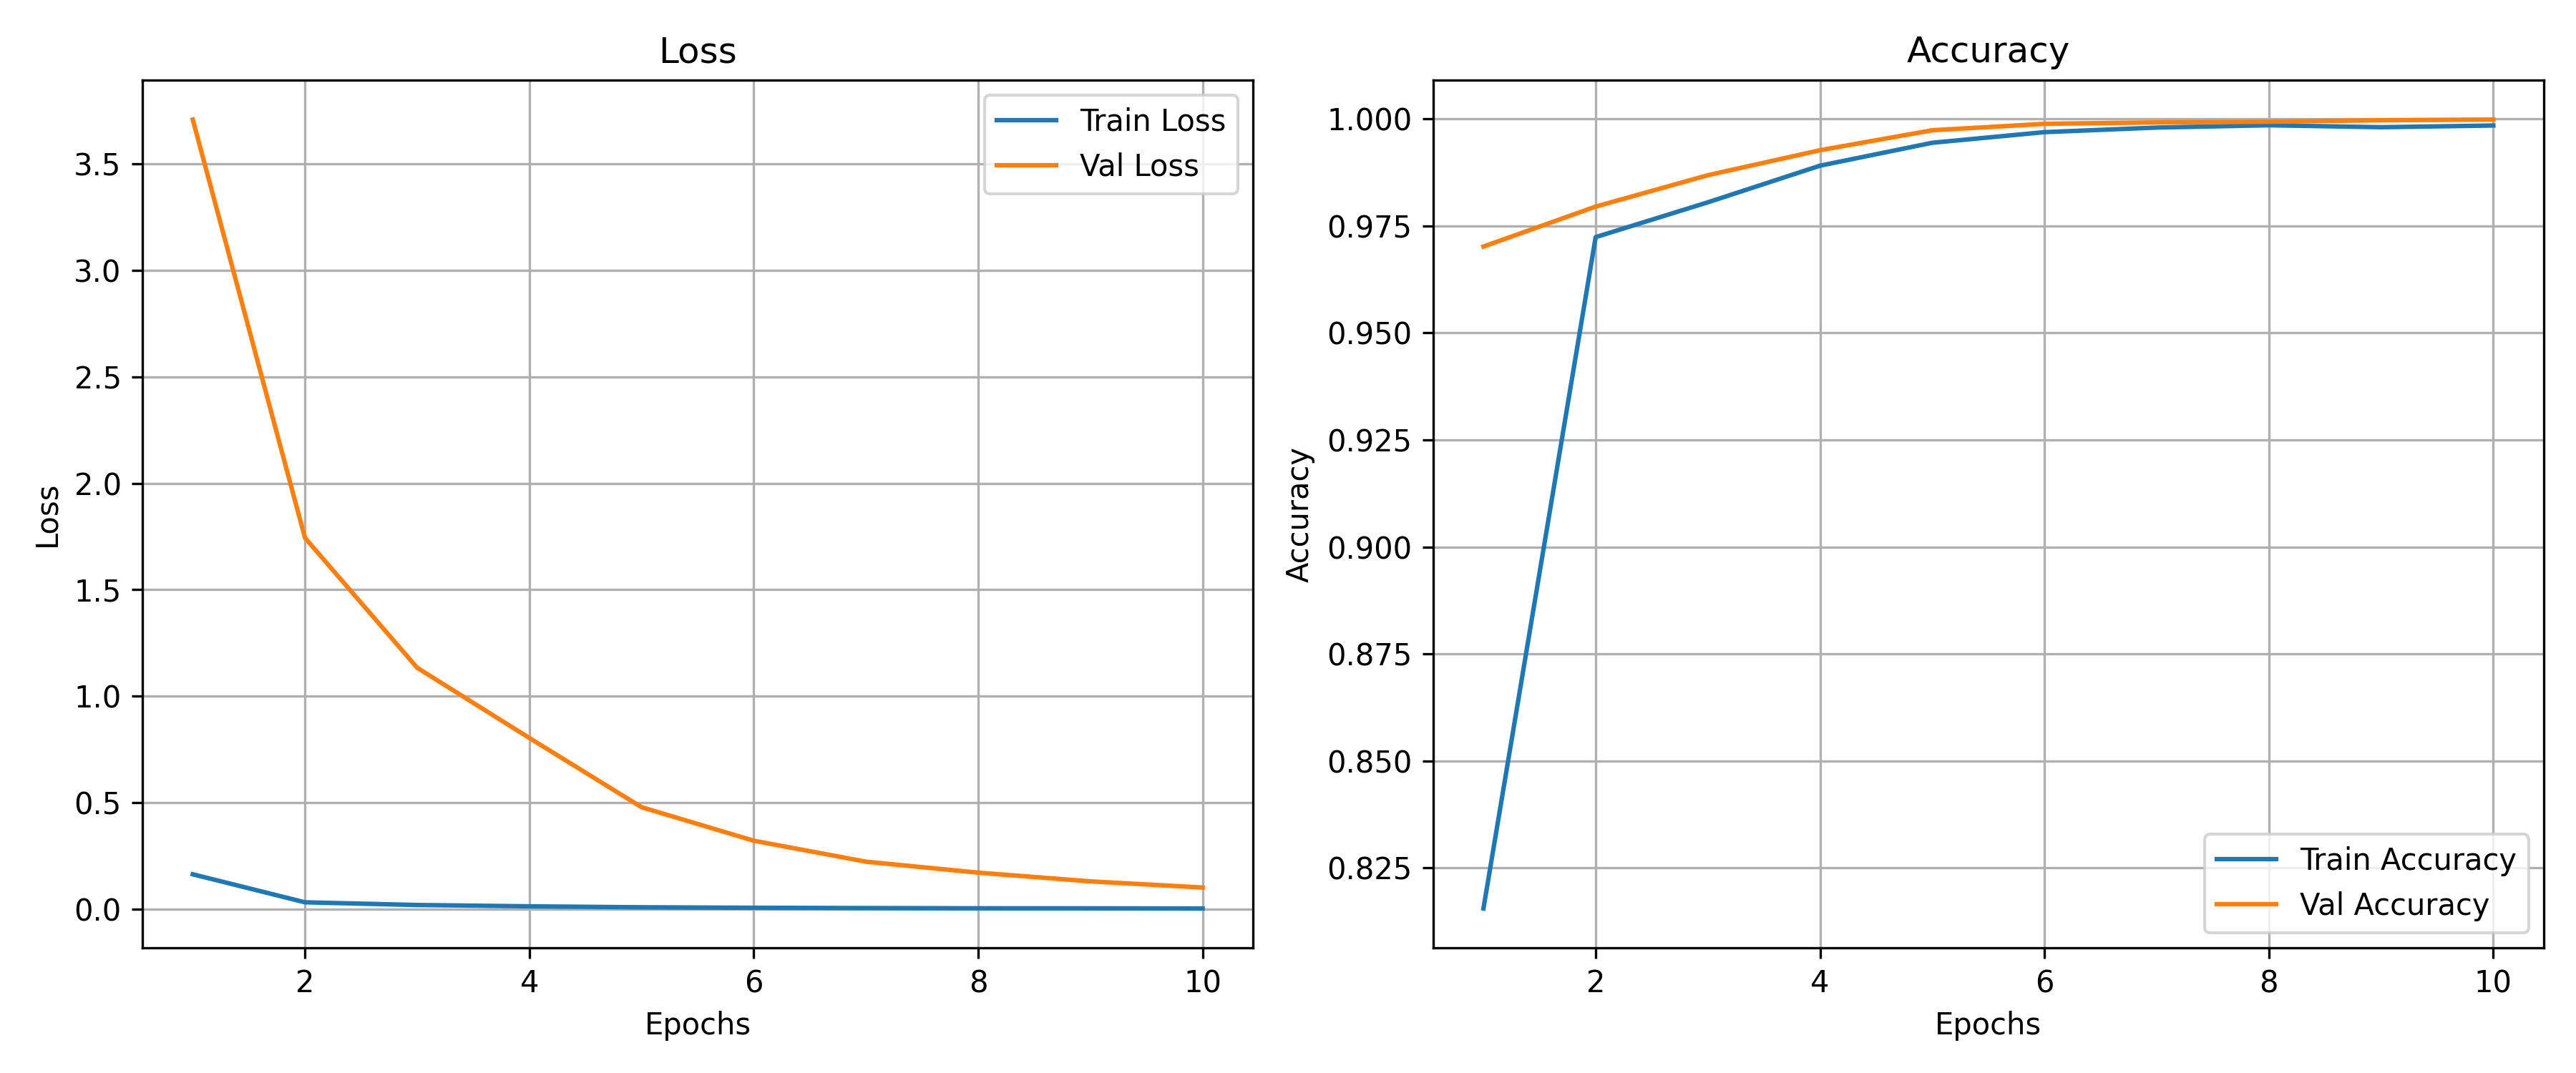 Loss
Train Loss
Val Loss
3.5
3.0
2.5
2.0
1.5
1.0
0.5
0.0
Loss
2 4 6 8 10
Epochs
Accuracy
1.000
0.975
0.950
0.925
0.900
0.875
0.850
0.825
Accuracy
Train Accuracy
Val Accuracy
2 4 6 8 10
Epochs